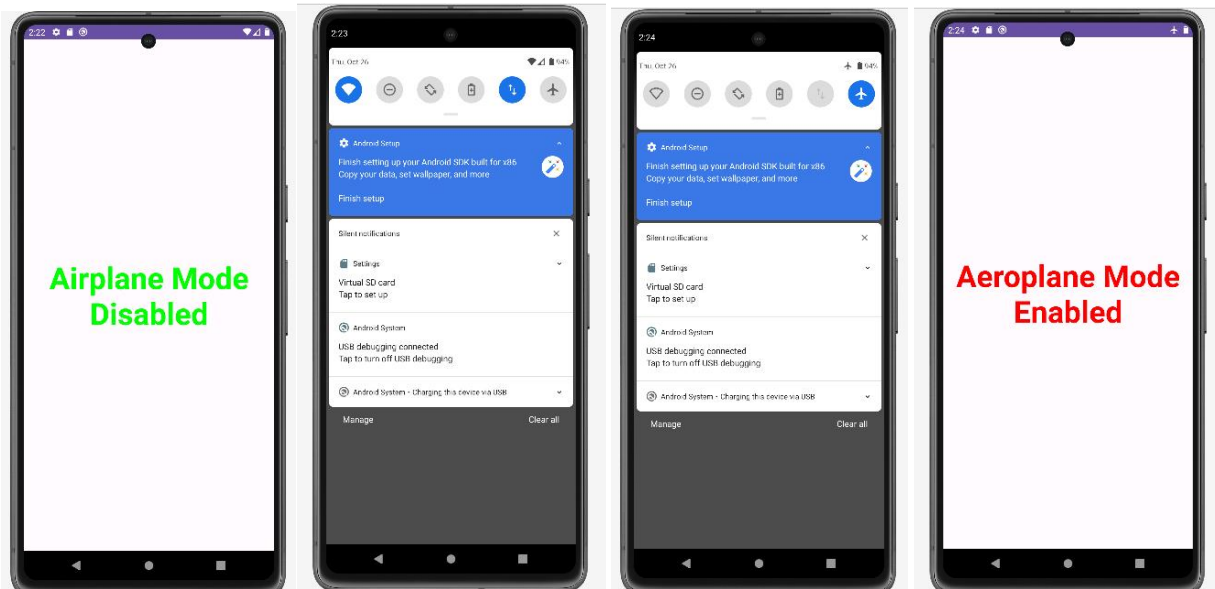 2:22
Airplane Mode
Disabled
2:23
Thu, Oct 26
94%
Android Setup
Finish setting up your Android SDK built for x86
Copy your data, set wallpaper, and more
Finish setup
Silent notifications
Settings
Virtual SD card
Tap to set up
Android System
USB debugging connected
Tap to turn off USB debugging
Android System • Charging this device via USB
Manage
Clear all
2:24
Thu, Oct 26
94%
Android Setup
Finish setting up your Android SDK built for x86
Copy your data, set wallpaper, and more
Finish setup
Silent notifications
Settings
Virtual SD card
Tap to set up
Android System
USB debugging connected
Tap to turn off USB debugging
Android System • Charging this device via USB
Manage
Clear all
2:24
Aeroplane Mode
Enabled